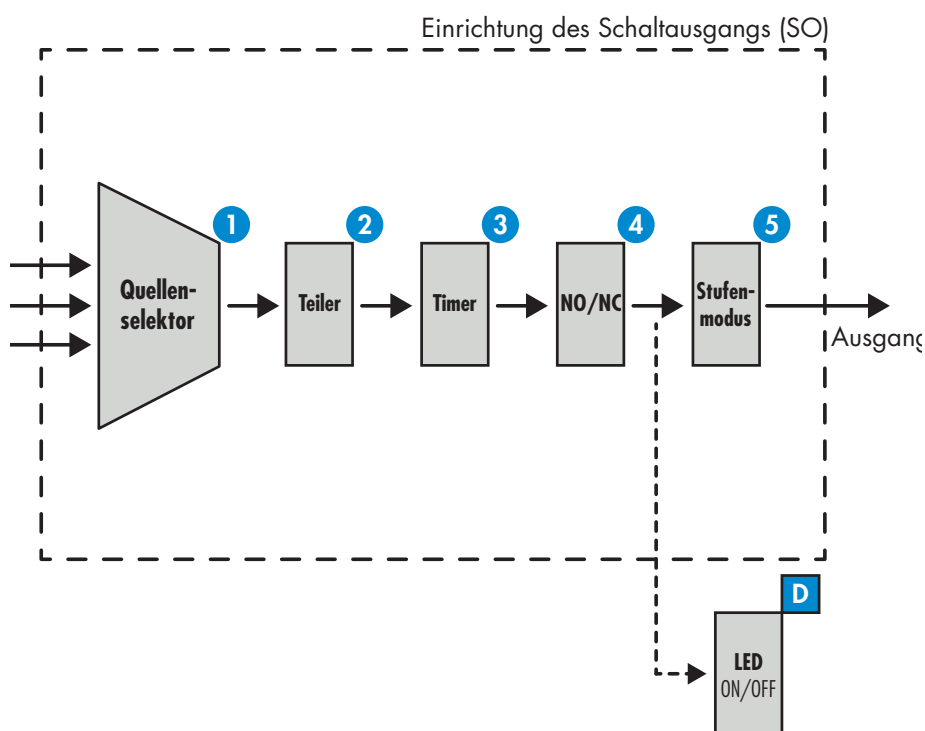 Einrichtung des Schaltausgangs (SO)
1
2
3
4
5
Quellen-
selektor
Teiler
Timer
NO/NC
Stufen-
modus
Ausgang
D
LED
ON/OFF